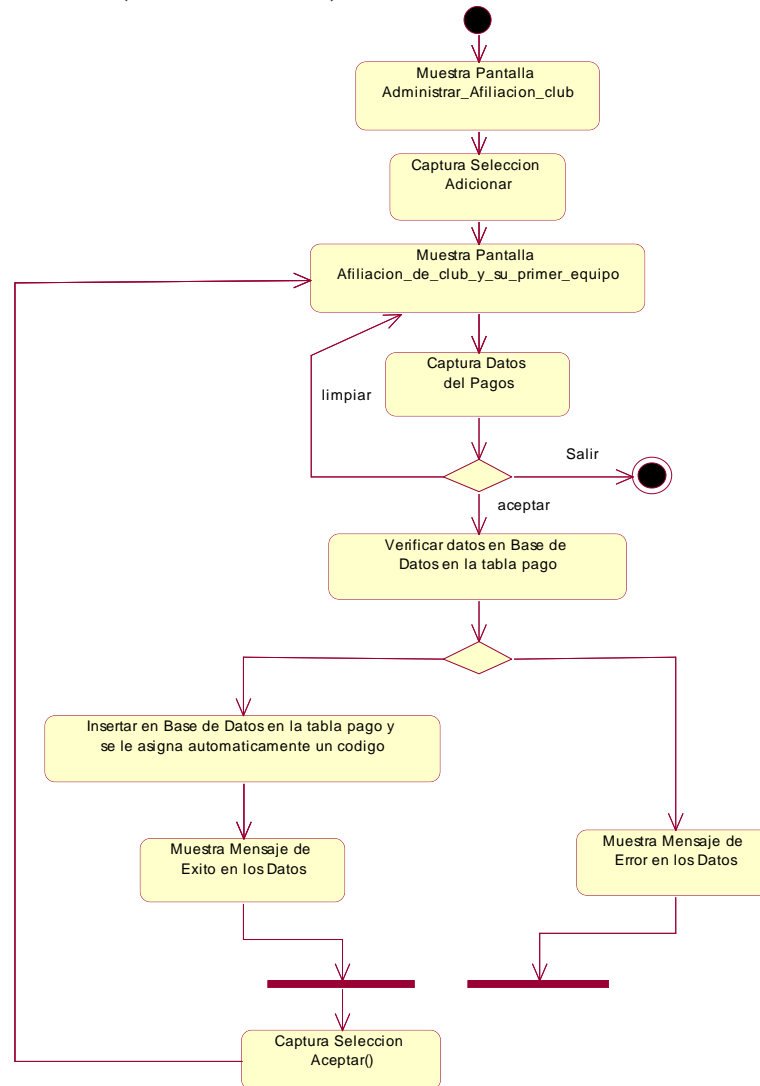 Muestra Pantalla
Administrar_Afiliacion_club
Captura Seleccion
Adicionar
Muestra Pantalla
Afiliacion_de_club_y_su_primer_equipo
Captura Datos
del Pagos
limpiar
Salir
aceptar
Verificar datos en Base de
Datos en la tabla pago
Insertar en Base de Datos en la tabla pago y
se le asigna automaticamente un codigo
Muestra Mensaje de
Exito en los Datos
Muestra Mensaje de
Error en los Datos
Captura Seleccion
Aceptar()